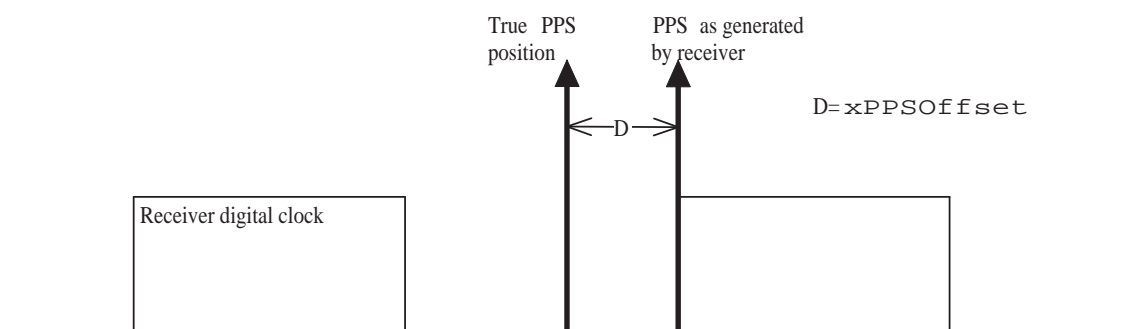 True PPS position
PPS as generated by receiver
D=xPPSOffset
D
Receiver digital clock